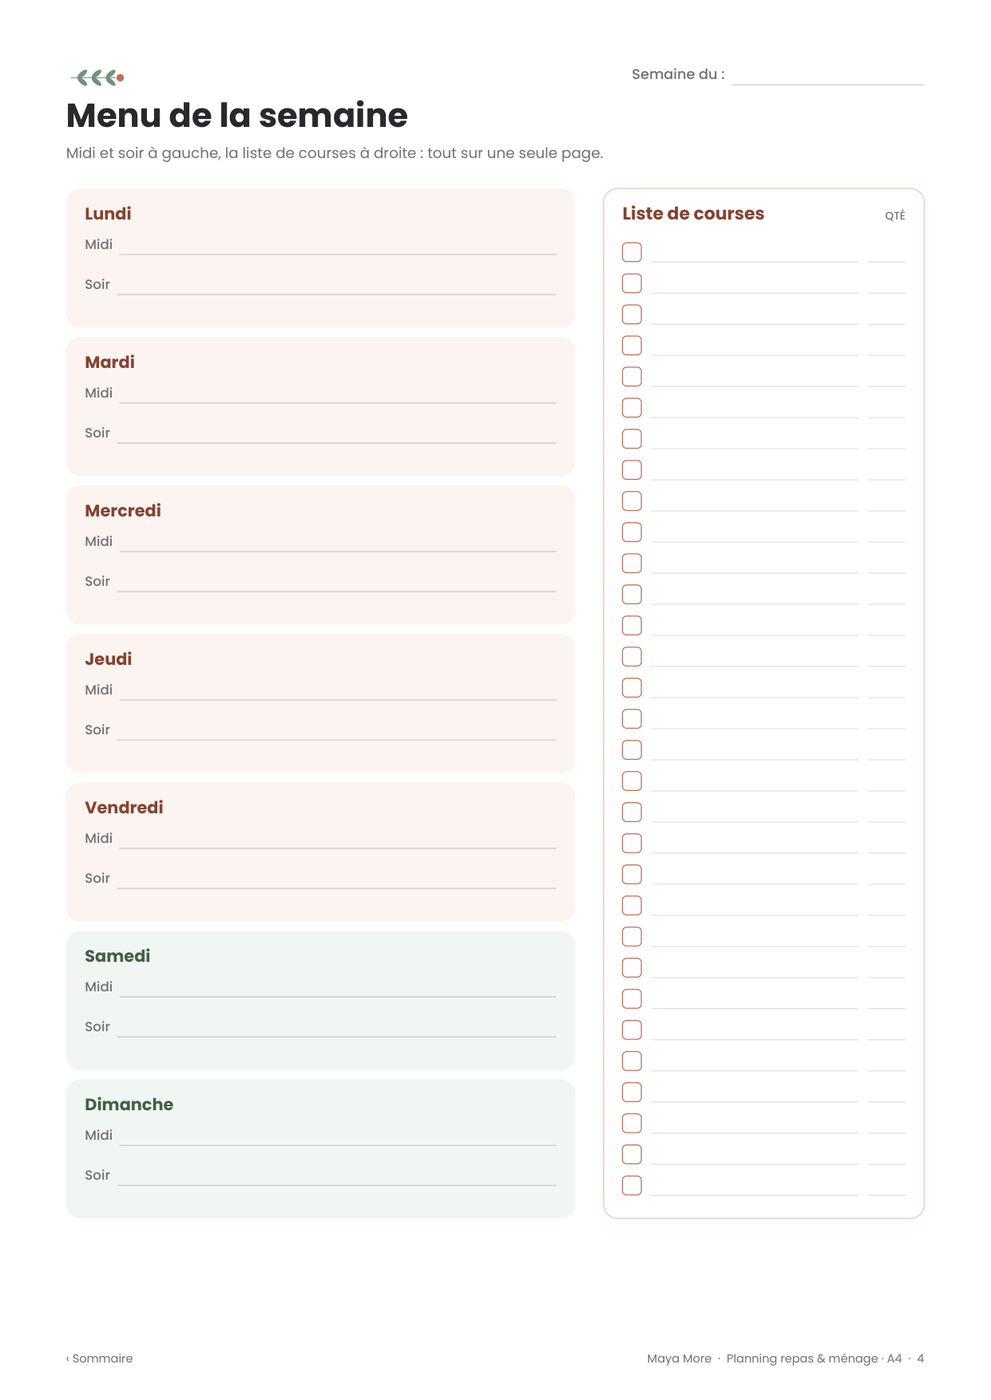 Semaine du :
Menu de la semaine
Midi et soir à gauche, la liste de courses à droite : tout sur une seule page.
Lundi
Midi
Soir
Mardi
Midi
Soir
Mercredi
Midi
Soir
Jeudi
Midi
Soir
Vendredi
Midi
Soir
Samedi
Midi
Soir
Dimanche
Midi
Soir
Liste de courses QTÉ
‹ Sommaire
Maya More · Planning repas & ménage · A4 · 4